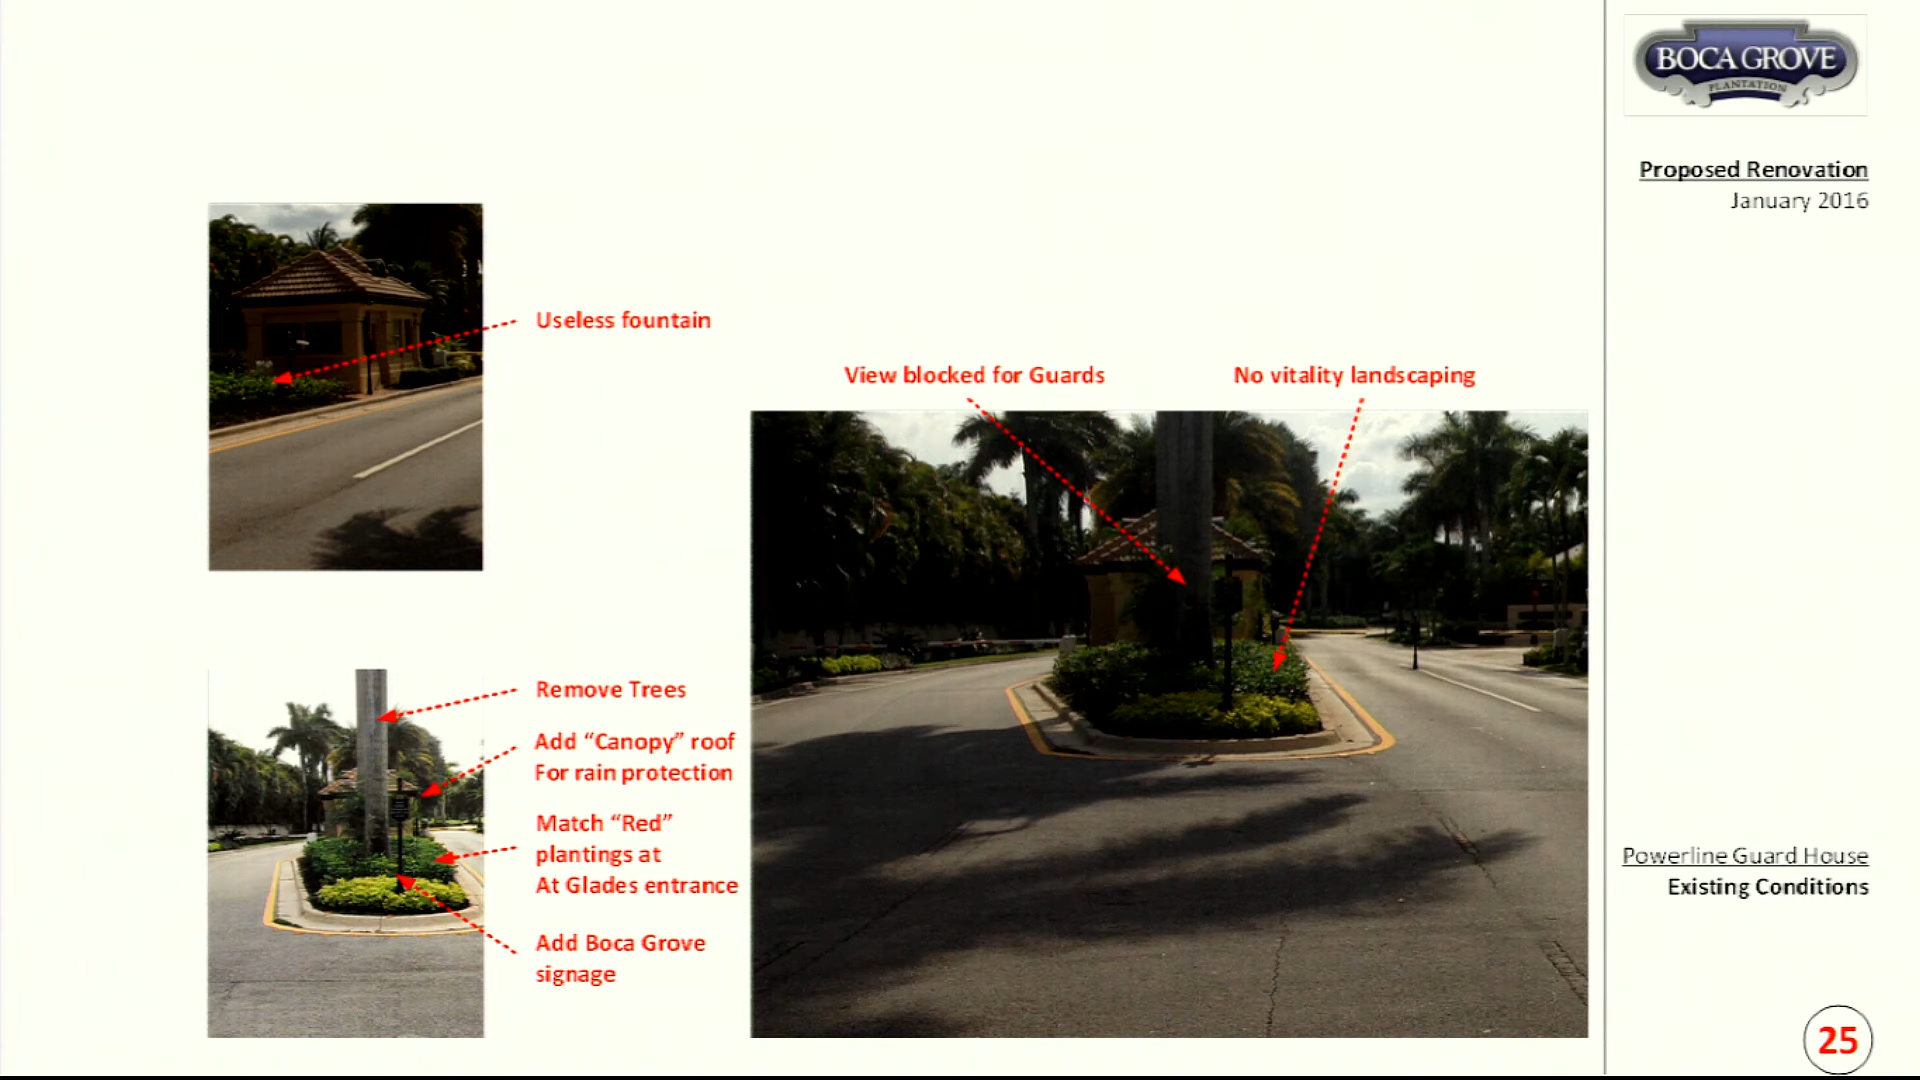 BOCA GROVE
PLANTATION
Proposed Renovation
January 2016
Useless fountain
View blocked for Guards
No vitality landscaping
Remove Trees
Add “Canopy” roof
For rain protection
Match “Red”
plantings at
At Glades entrance
Add Boca Grove
signage
Powerline Guard House
Existing Conditions
25